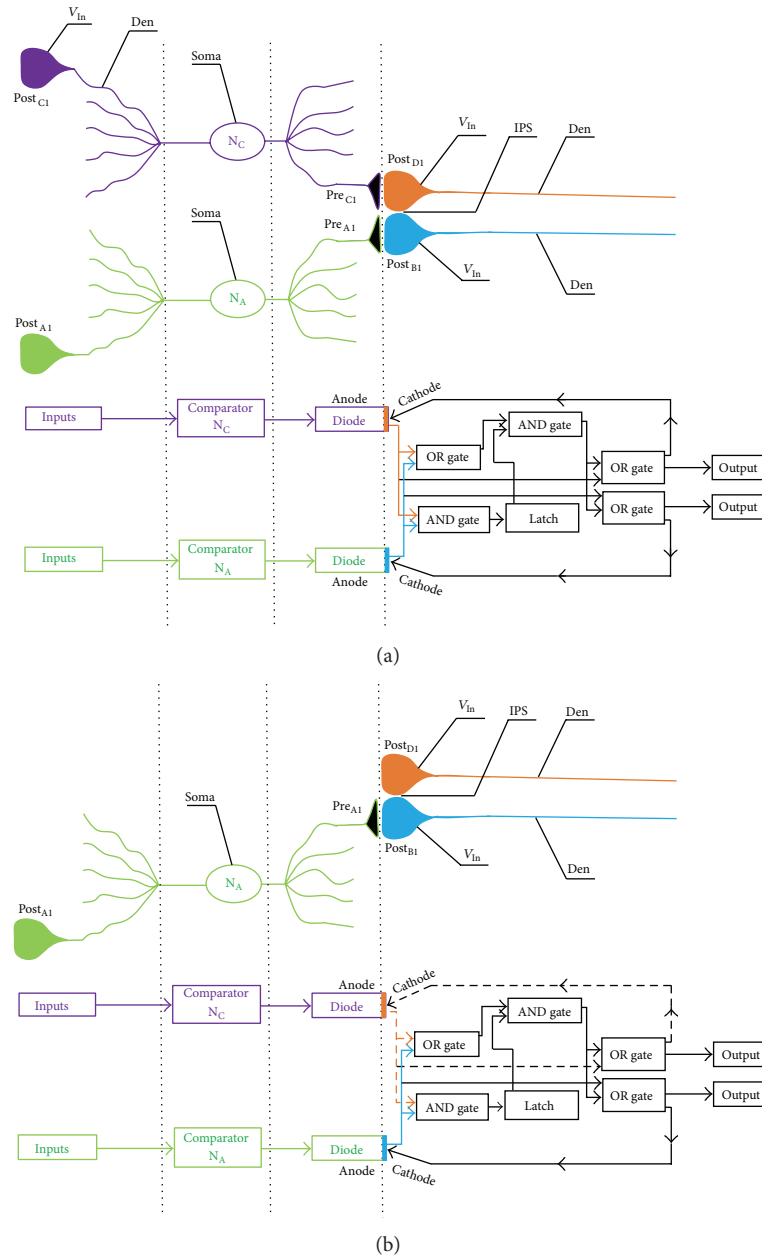 V_In
Den
Soma
Post_C1
N_C
Post_D1
V_In
IPS
Den
Pre_C1
Soma
Pre_A1
Post_B1
V_In
Den
N_A
Post_A1
Inputs
Comparator
N_C
Anode
Diode
Cathode
OR gate
AND gate
OR gate
Output
AND gate
Latch
OR gate
Output
Inputs
Comparator
N_A
Diode
Anode
Cathode
(a)
V_In
IPS
Den
Post_D1
Soma
Pre_A1
Post_B1
V_In
Den
N_A
Post_A1
Inputs
Comparator
N_C
Anode
Diode
Cathode
OR gate
AND gate
OR gate
Output
AND gate
Latch
OR gate
Output
Inputs
Comparator
N_A
Diode
Anode
Cathode
(b)